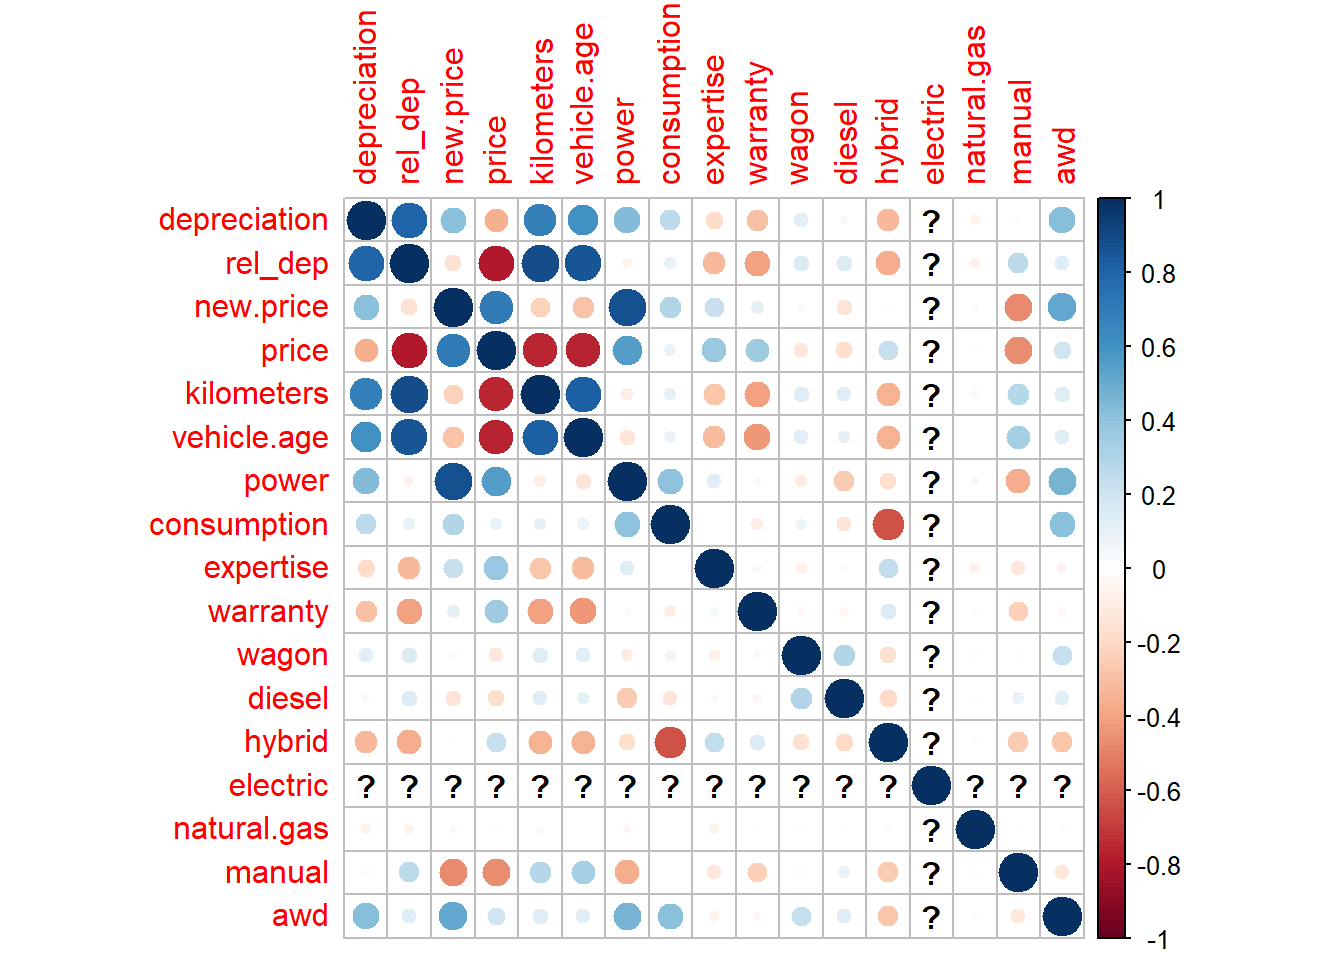 depreciation rel_dep new.price price kilometers vehicle.age power consumption expertise warranty wagon diesel hybrid electric natural.gas manual awd
1
depreciation ?
0.8
rel_dep ?
new.price ?
0.6
price ?
0.4
kilometers ?
vehicle.age ?
0.2
power ?
consumption ?
0
expertise ?
warranty ?
-0.2
wagon ?
diesel ?
-0.4
hybrid ?
electric ? ? ? ? ? ? ? ? ? ? ? ? ? ? ? ?
-0.6
natural.gas ?
-0.8
manual ?
awd ?
-1